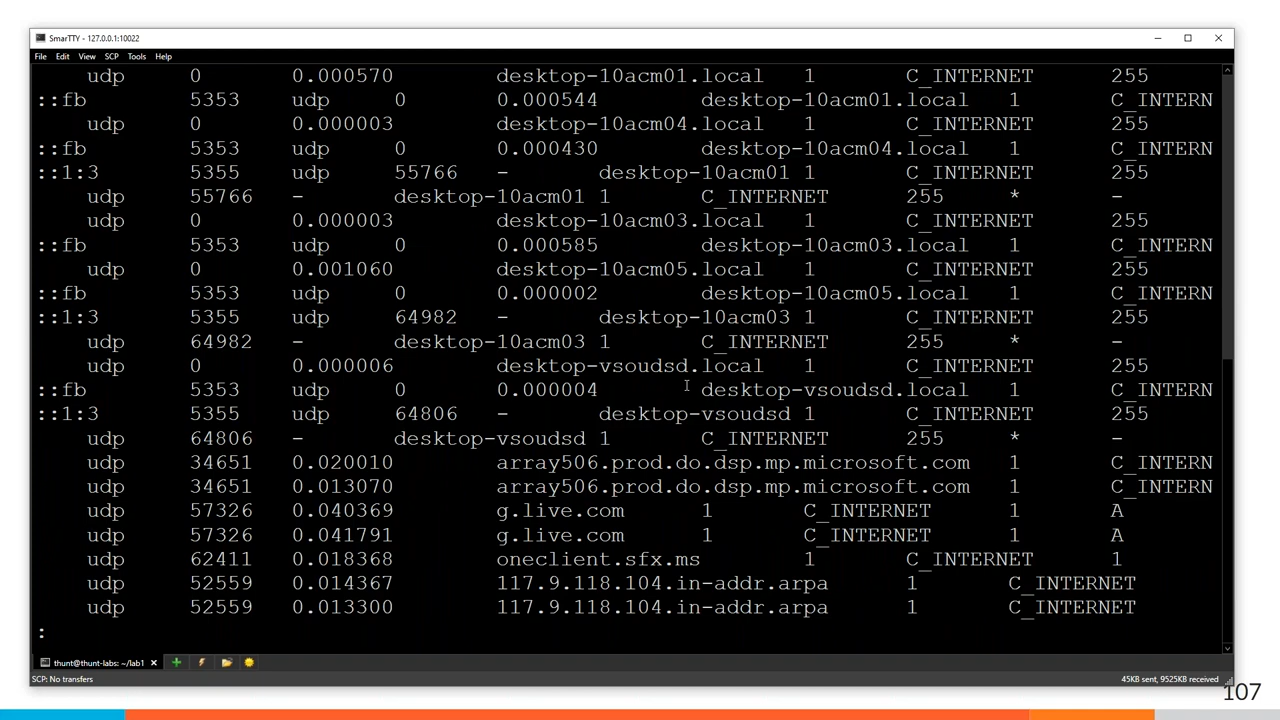 SmarTTY - 127.0.0.1:10022
File Edit View SCP Tools Help
udp 0 0.000570 desktop-10acm01.local 1 C_INTERNET 255
::fb 5353 udp 0 0.000544 desktop-10acm01.local 1 C_INTERN
udp 0 0.000003 desktop-10acm04.local 1 C_INTERNET 255
::fb 5353 udp 0 0.000430 desktop-10acm04.local 1 C_INTERN
::1:3 5355 udp 55766 - desktop-10acm01 1 C_INTERNET 255
udp 55766 - desktop-10acm01 1 C_INTERNET 255 * -
udp 0 0.000003 desktop-10acm03.local 1 C_INTERNET 255
::fb 5353 udp 0 0.000585 desktop-10acm03.local 1 C_INTERN
udp 0 0.001060 desktop-10acm05.local 1 C_INTERNET 255
::fb 5353 udp 0 0.000002 desktop-10acm05.local 1 C_INTERN
::1:3 5355 udp 64982 - desktop-10acm03 1 C_INTERNET 255
udp 64982 - desktop-10acm03 1 C_INTERNET 255 * -
udp 0 0.000006 desktop-vsoudsd.local 1 C_INTERNET 255
::fb 5353 udp 0 0.000004 desktop-vsoudsd.local 1 C_INTERN
::1:3 5355 udp 64806 - desktop-vsoudsd 1 C_INTERNET 255
udp 64806 - desktop-vsoudsd 1 C_INTERNET 255 * -
udp 34651 0.020010 array506.prod.do.dsp.mp.microsoft.com 1 C_INTERN
udp 34651 0.013070 array506.prod.do.dsp.mp.microsoft.com 1 C_INTERN
udp 57326 0.040369 g.live.com 1 C_INTERNET 1 A
udp 57326 0.041791 g.live.com 1 C_INTERNET 1 A
udp 62411 0.018368 oneclient.sfx.ms 1 C_INTERNET 1
udp 52559 0.014367 117.9.118.104.in-addr.arpa 1 C_INTERNET
udp 52559 0.013300 117.9.118.104.in-addr.arpa 1 C_INTERNET
:
thunt@thunt-labs: ~/lab1
SCP: No transfers 45KB sent, 9525KB received
107